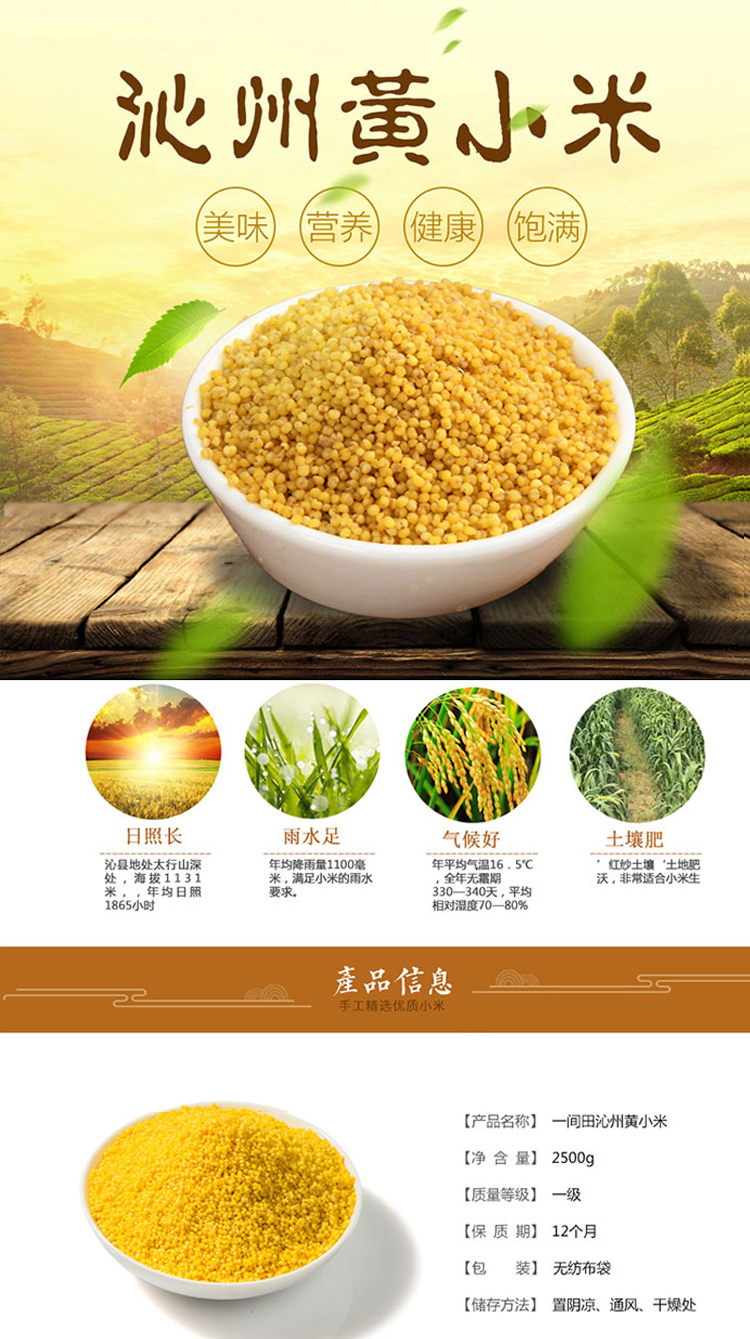 沁州黄小米
美味 营养 健康 饱满
日照长
沁县地处太行山深
处，海拔1131
米，，年均日照
1865小时
雨水足
年均降雨量1100毫
米，满足小米的雨水
要求。
气候好
年平均气温16．5℃
，全年无霜期
330—340天，平均
相对湿度70—80%
土壤肥
＇红纱土壤＇土地肥
沃，非常适合小米生
產品信息
手工精选优质小米
【产品名称】 一间田沁州黄小米
【净 含 量】 2500g
【质量等级】 一级
【保 质 期】 12个月
【包 装】 无纺布袋
【储存方法】 置阴凉、通风、干燥处